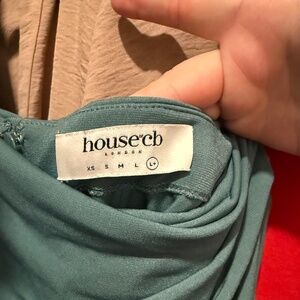 house of cb
LONDON
XS S M L L+